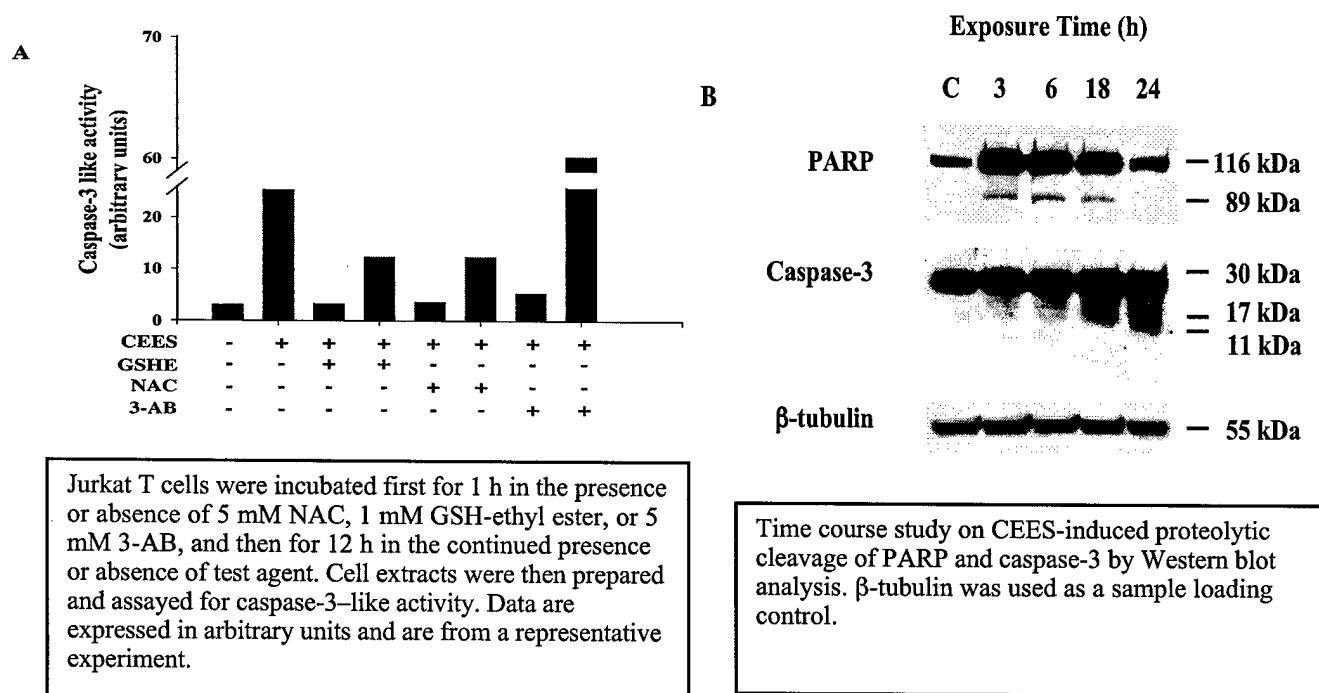 A
Caspase-3 like activity
(arbitrary units)
70
60
20
10
0
CEES - + + + + + + +
GSHE - - + + - - - -
NAC - - - - + + - -
3-AB - - - - - - + +
Jurkat T cells were incubated first for 1 h in the presence
or absence of 5 mM NAC, 1 mM GSH-ethyl ester, or 5
mM 3-AB, and then for 12 h in the continued presence
or absence of test agent. Cell extracts were then prepared
and assayed for caspase-3–like activity. Data are
expressed in arbitrary units and are from a representative
experiment.
B
Exposure Time (h)
C 3 6 18 24
PARP
116 kDa
89 kDa
Caspase-3
30 kDa
17 kDa
11 kDa
β-tubulin
55 kDa
Time course study on CEES-induced proteolytic
cleavage of PARP and caspase-3 by Western blot
analysis. β-tubulin was used as a sample loading
control.